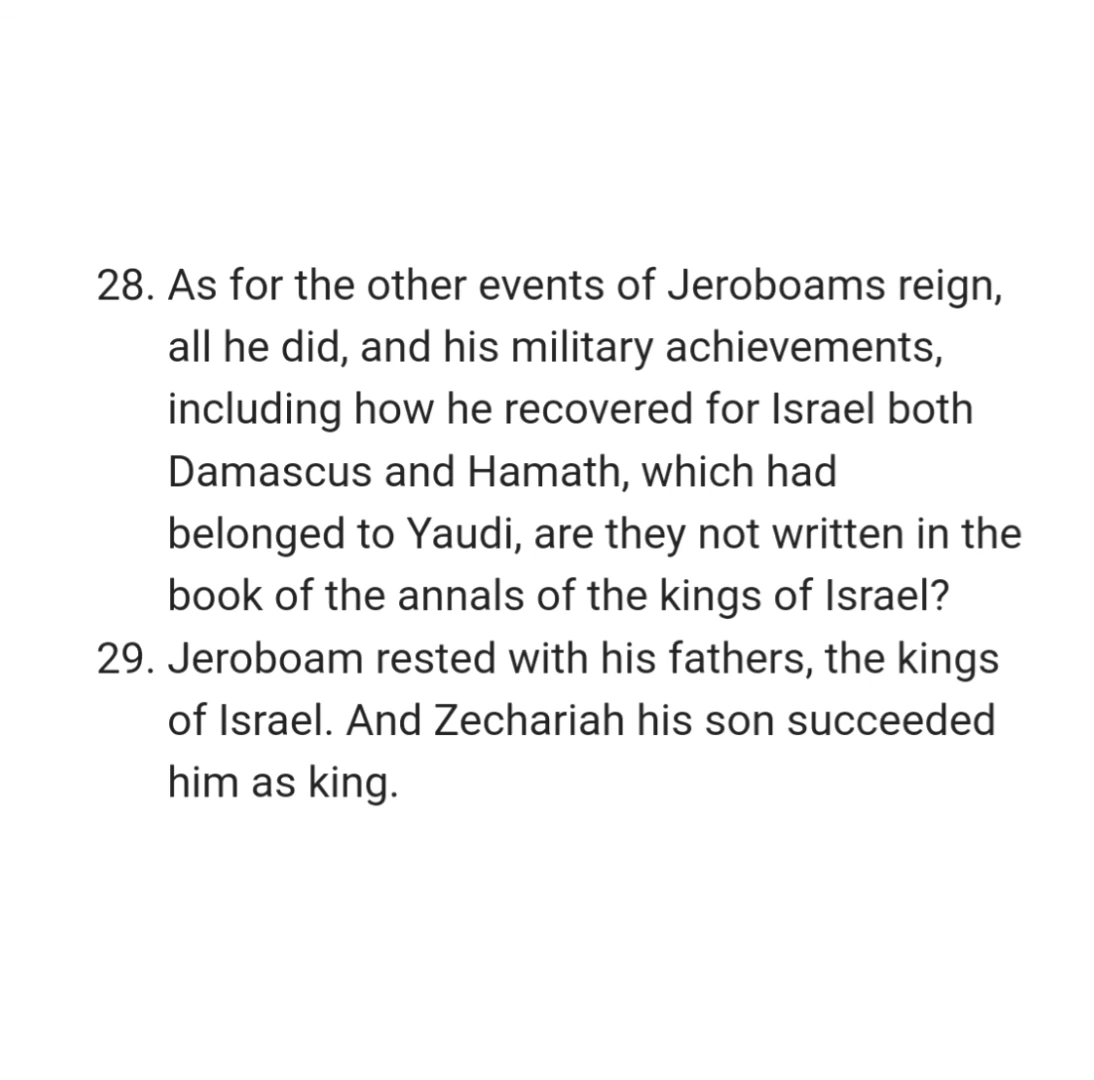 28. As for the other events of Jeroboams reign,
all he did, and his military achievements,
including how he recovered for Israel both
Damascus and Hamath, which had
belonged to Yaudi, are they not written in the
book of the annals of the kings of Israel?
29. Jeroboam rested with his fathers, the kings
of Israel. And Zechariah his son succeeded
him as king.